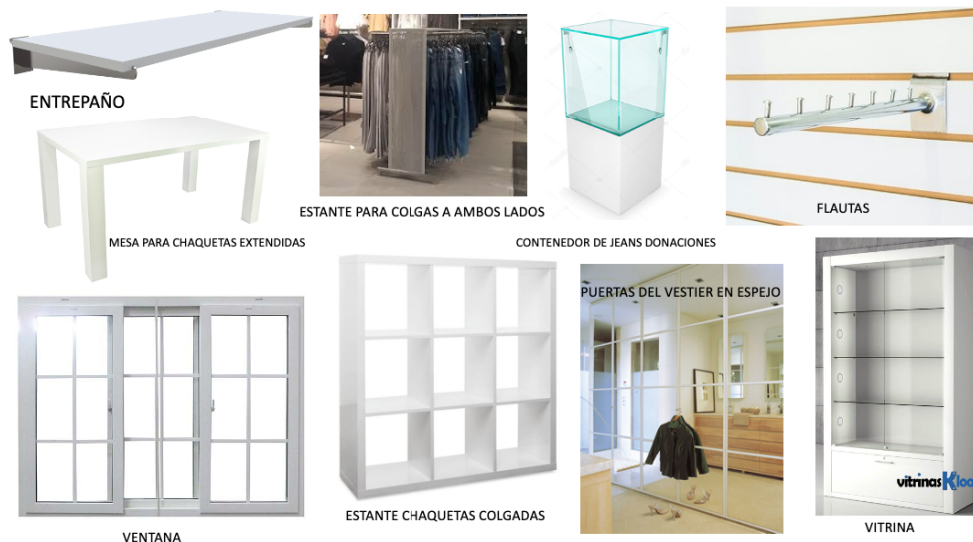 ENTREPAÑO
ESTANTE PARA COLGAS A AMBOS LADOS
FLAUTAS
MESA PARA CHAQUETAS EXTENDIDAS
CONTENEDOR DE JEANS DONACIONES
PUERTAS DEL VESTIER EN ESPEJO
vitrinasKloc
ESTANTE CHAQUETAS COLGADAS
VITRINA
VENTANA